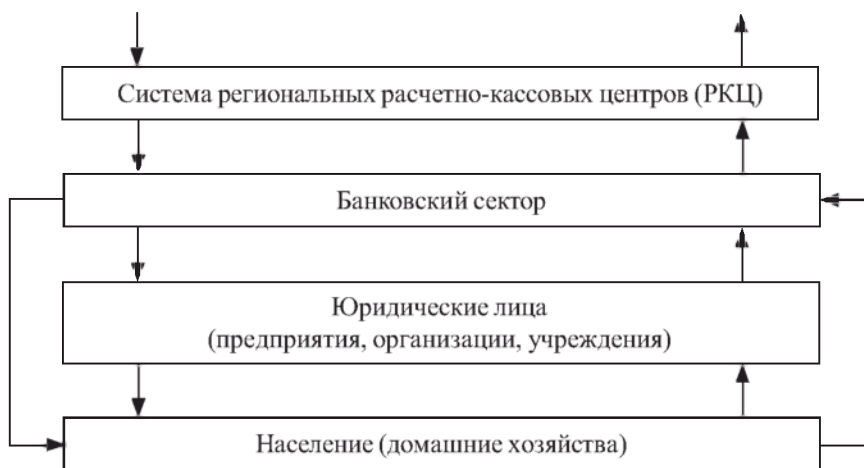 Система региональных расчетно-кассовых центров (РКЦ)
Банковский сектор
Юридические лица
(предприятия, организации, учреждения)
Население (домашние хозяйства)